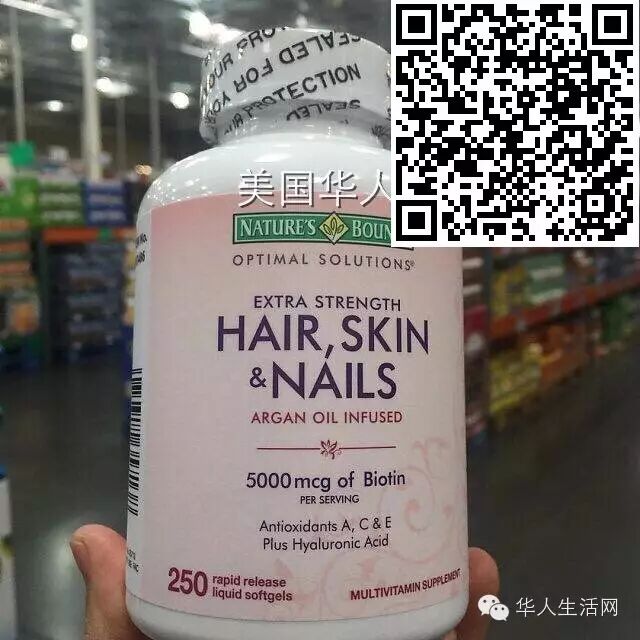 SEALED FOR YOUR PROTECTION
美国华人
NATURE'S BOUN
OPTIMAL SOLUTIONS®
EXTRA STRENGTH
HAIR, SKIN
& NAILS
ARGAN OIL INFUSED
5000 mcg of Biotin
PER SERVING
Antioxidants A, C & E
Plus Hyaluronic Acid
250 rapid release
liquid softgels
MULTIVITAMIN SUPPLEMENT
华人生活网